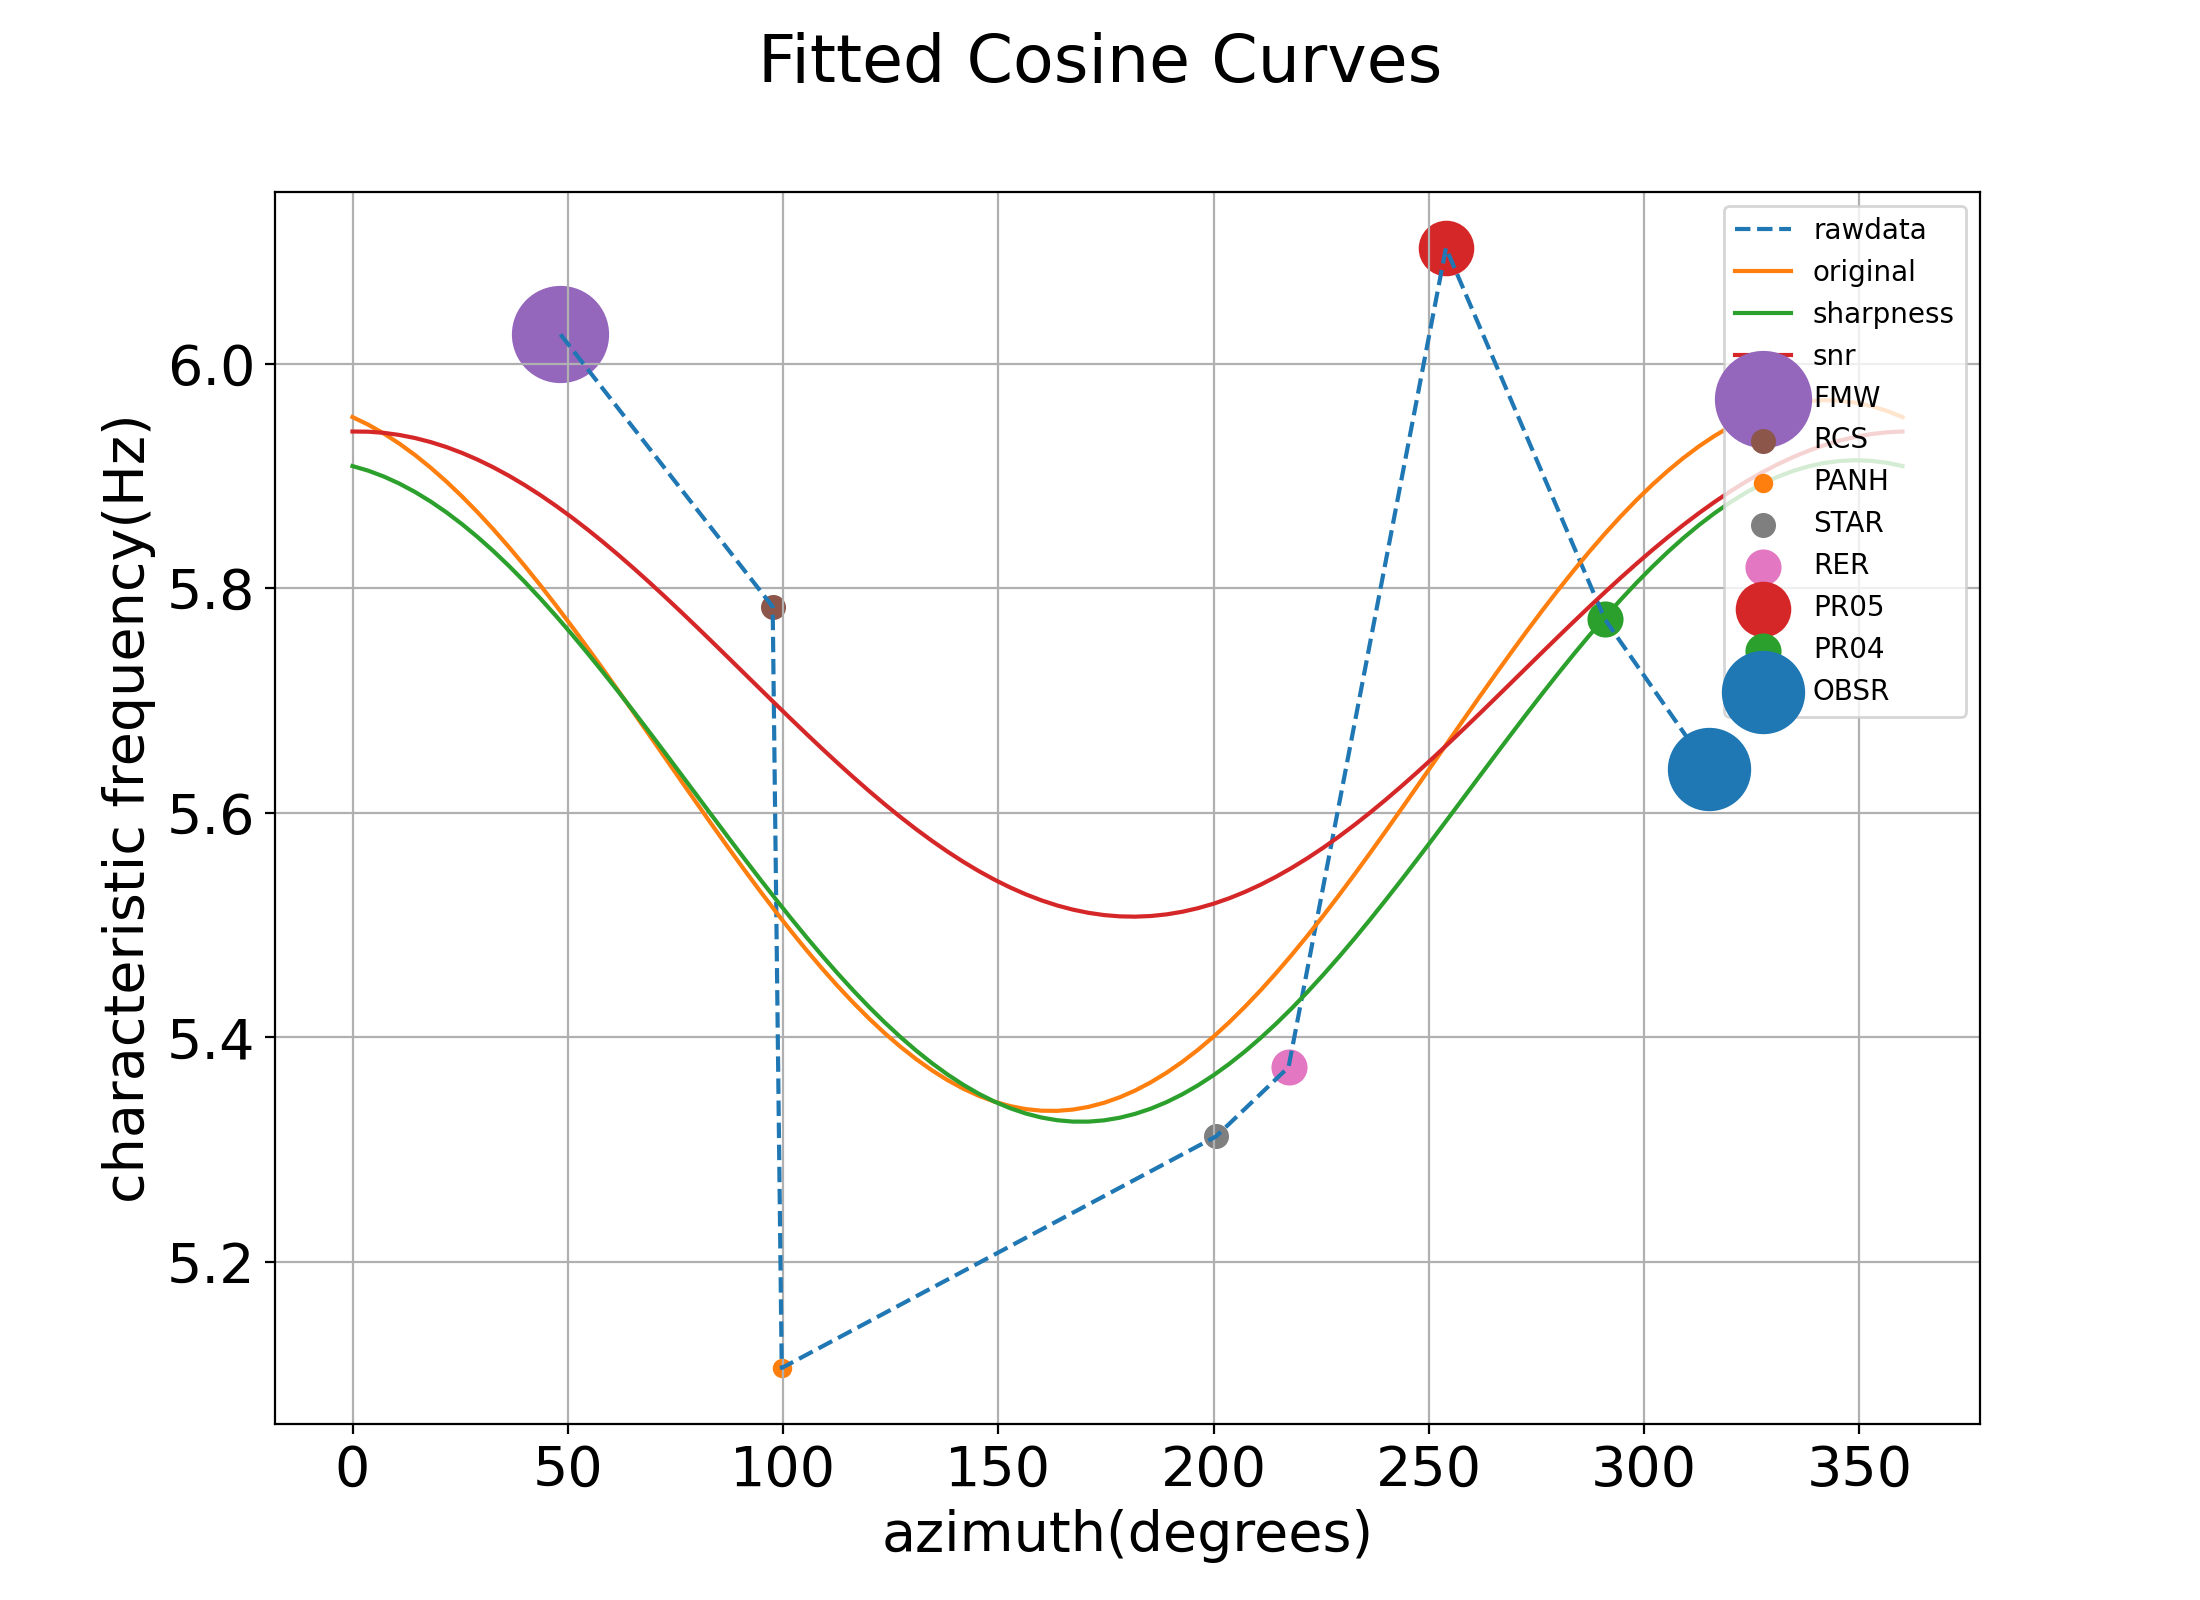 Fitted Cosine Curves
characteristic frequency(Hz)
6.0
5.8
5.6
5.4
5.2
rawdata
original
sharpness
snr
FMW
RCS
PANH
STAR
RER
PR05
PR04
OBSR
0 50 100 150 200 250 300 350
azimuth(degrees)